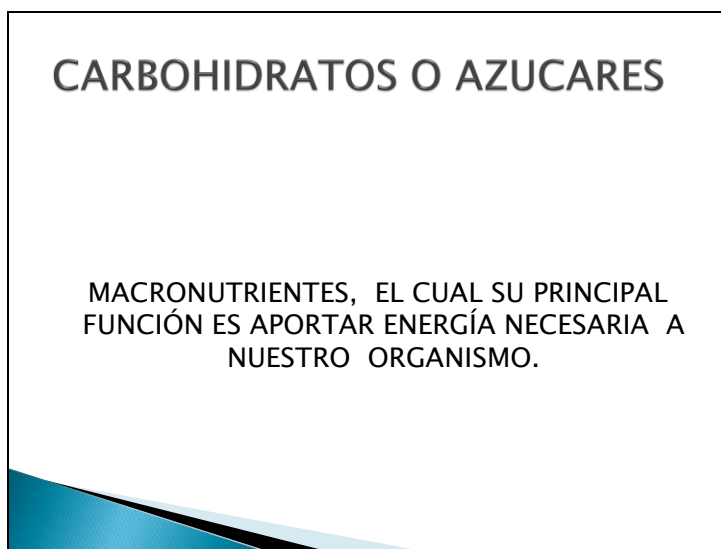 CARBOHIDRATOS O AZUCARES
MACRONUTRIENTES, EL CUAL SU PRINCIPAL
FUNCIÓN ES APORTAR ENERGÍA NECESARIA A
NUESTRO ORGANISMO.